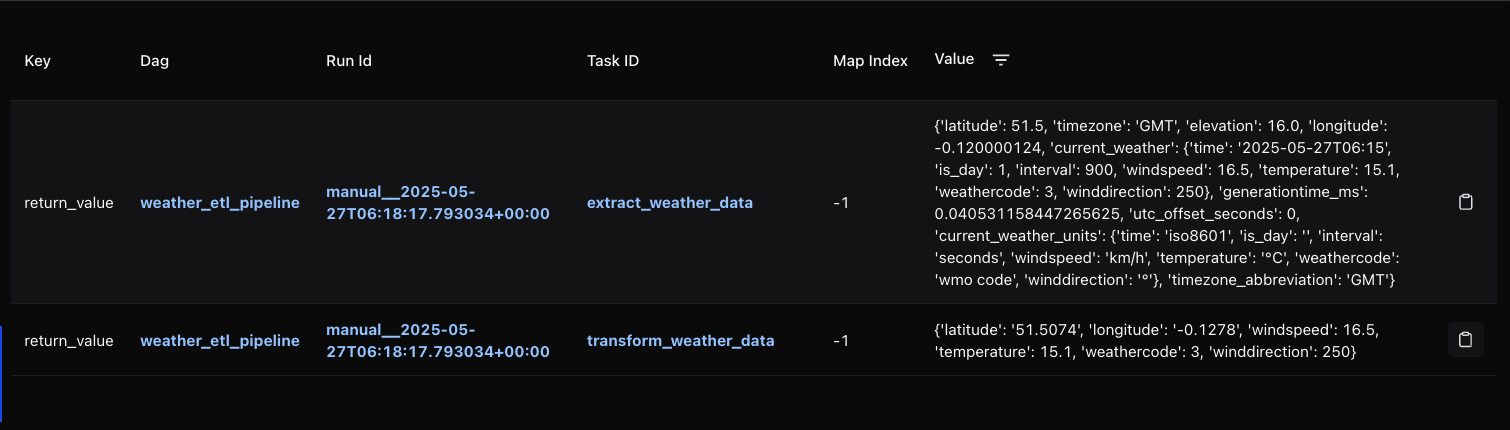 Key Dag Run Id Task ID Map Index Value
return_value weather_etl_pipeline manual__2025-05-
27T06:18:17.793034+00:00 extract_weather_data -1 {'latitude': 51.5, 'timezone': 'GMT', 'elevation': 16.0, 'longitude':
-0.120000124, 'current_weather': {'time': '2025-05-27T06:15',
'is_day': 1, 'interval': 900, 'windspeed': 16.5, 'temperature': 15.1,
'weathercode': 3, 'winddirection': 250}, 'generationtime_ms':
0.040531158447265625, 'utc_offset_seconds': 0,
'current_weather_units': {'time': 'iso8601', 'is_day': '', 'interval':
'seconds', 'windspeed': 'km/h', 'temperature': '°C', 'weathercode':
'wmo code', 'winddirection': '°'}, 'timezone_abbreviation': 'GMT'}
return_value weather_etl_pipeline manual__2025-05-
27T06:18:17.793034+00:00 transform_weather_data -1 {'latitude': '51.5074', 'longitude': '-0.1278', 'windspeed': 16.5,
'temperature': 15.1, 'weathercode': 3, 'winddirection': 250}